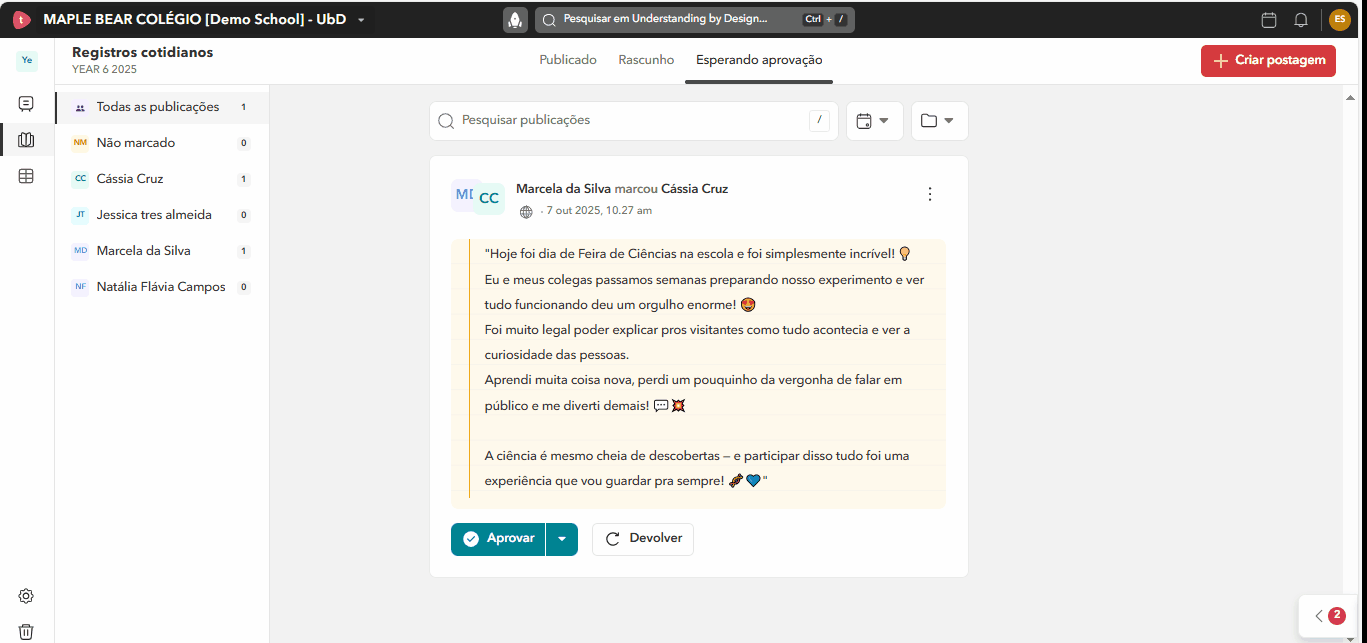 MAPLE BEAR COLÉGIO [Demo School] - UbD
Pesquisar em Understanding by Design...
Ctrl + /
ES
Ye
Registros cotidianos
YEAR 6 2025
Publicado
Rascunho
Esperando aprovação
Criar postagem
Todas as publicações 1
NM Não marcado 0
CC Cássia Cruz 1
JT Jessica tres almeida 0
MD Marcela da Silva 1
NF Natália Flávia Campos 0
Pesquisar publicações /
MD CC
Marcela da Silva marcou Cássia Cruz
· 7 out 2025, 10.27 am
"Hoje foi dia de Feira de Ciências na escola e foi simplesmente incrível!
Eu e meus colegas passamos semanas preparando nosso experimento e ver
tudo funcionando deu um orgulho enorme! 🤩
Foi muito legal poder explicar pros visitantes como tudo acontecia e ver a
curiosidade das pessoas.
Aprendi muita coisa nova, perdi um pouquinho da vergonha de falar em
público e me diverti demais! 💬💥
A ciência é mesmo cheia de descobertas — e participar disso tudo foi uma
experiência que vou guardar pra sempre! 🚀💙"
Aprovar
Devolver
2